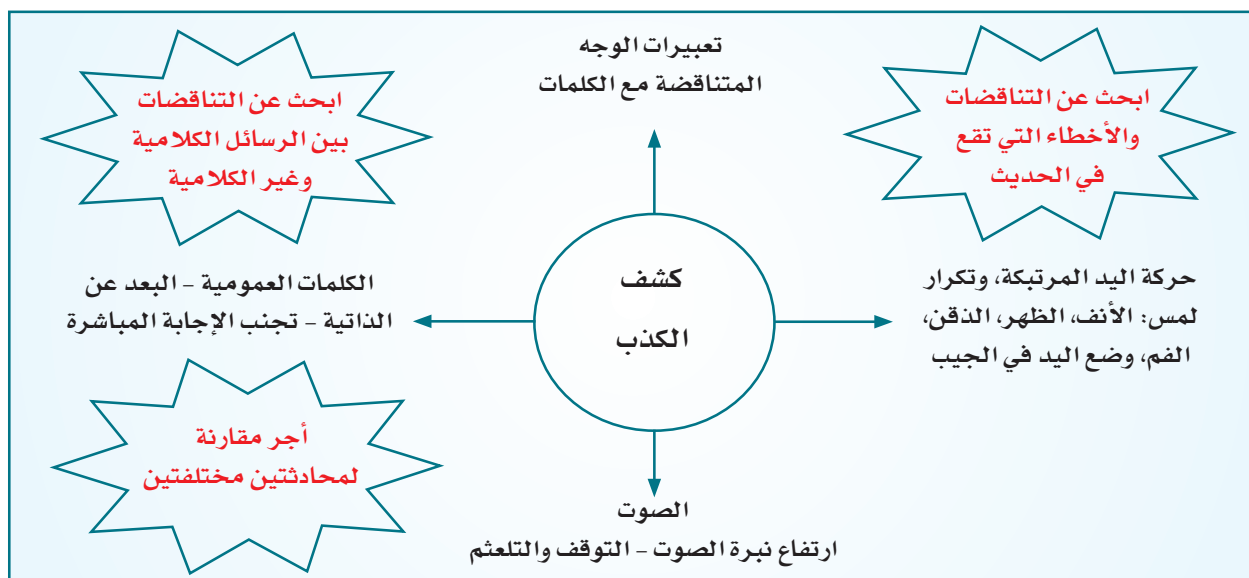 تعبيرات الوجه
المتناقضة مع الكلمات
ابحث عن التناقضات
والأخطاء التي تقع
في الحديث
ابحث عن التناقضات
بين الرسائل الكلامية
وغير الكلامية
حركة اليد المرتبكة، وتكرار
لمس: الأنف، الظهر، الذقن،
الفم، وضع اليد في الجيب
كشف
الكذب
الكلمات العمومية – البعد عن
الذاتية – تجنب الإجابة المباشرة
أجر مقارنة
لمحادثتين مختلفتين
الصوت
ارتفاع نبرة الصوت – التوقف والتلعثم